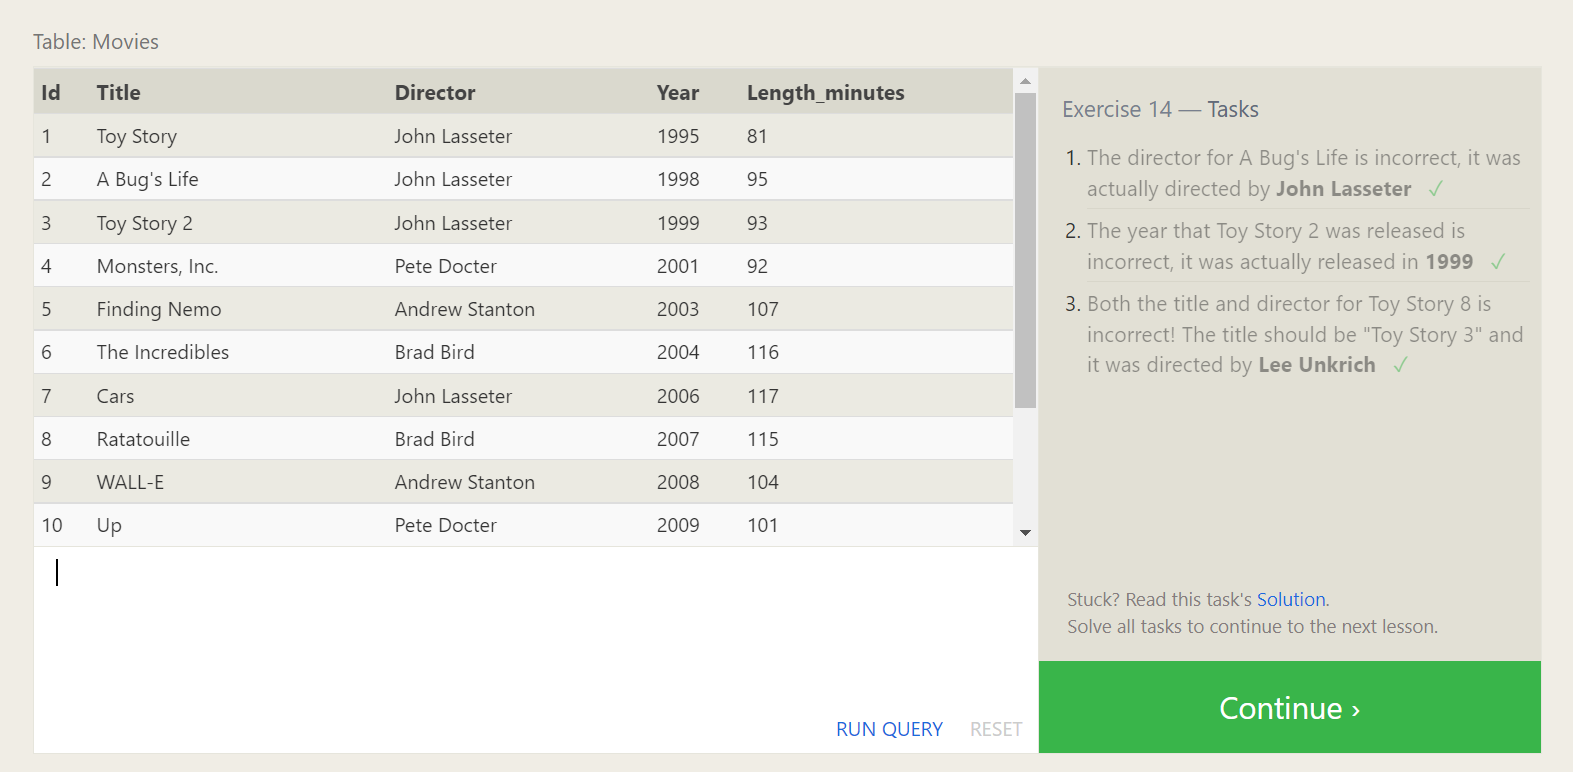 Table: Movies
Id Title Director Year Length_minutes
1 Toy Story John Lasseter 1995 81
2 A Bug's Life John Lasseter 1998 95
3 Toy Story 2 John Lasseter 1999 93
4 Monsters, Inc. Pete Docter 2001 92
5 Finding Nemo Andrew Stanton 2003 107
6 The Incredibles Brad Bird 2004 116
7 Cars John Lasseter 2006 117
8 Ratatouille Brad Bird 2007 115
9 WALL-E Andrew Stanton 2008 104
10 Up Pete Docter 2009 101
RUN QUERY RESET
Exercise 14 — Tasks
1. The director for A Bug's Life is incorrect, it was
actually directed by John Lasseter ✓
2. The year that Toy Story 2 was released is
incorrect, it was actually released in 1999 ✓
3. Both the title and director for Toy Story 8 is
incorrect! The title should be "Toy Story 3" and
it was directed by Lee Unkrich ✓
Stuck? Read this task's Solution.
Solve all tasks to continue to the next lesson.
Continue ›